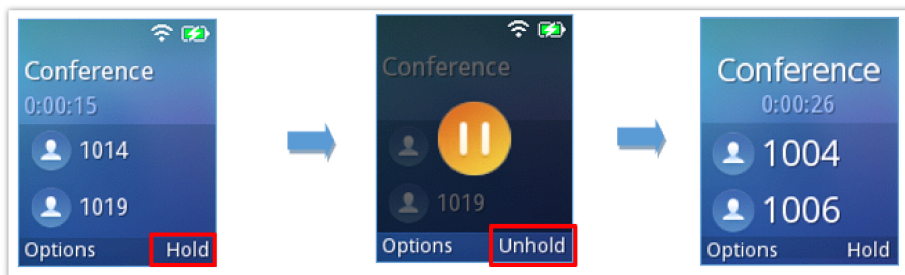 Conference
0:00:15
1014
1019
Options Hold
Conference
1019
Options Unhold
Conference
0:00:26
1004
1006
Options Hold